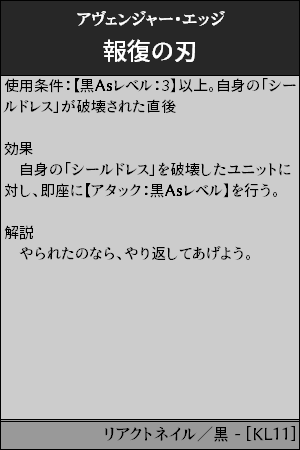 アヴェンジャー・エッジ
報復の刃
使用条件：【黒Asレベル：3】以上。自身の「シー
ルドレス」が破壊された直後
効果
　自身の「シールドレス」を破壊したユニットに
対し、即座に【アタック：黒Asレベル】を行う。
解説
　やられたのなら、やり返してあげよう。
リアクトネイル／黒 - [KL11]